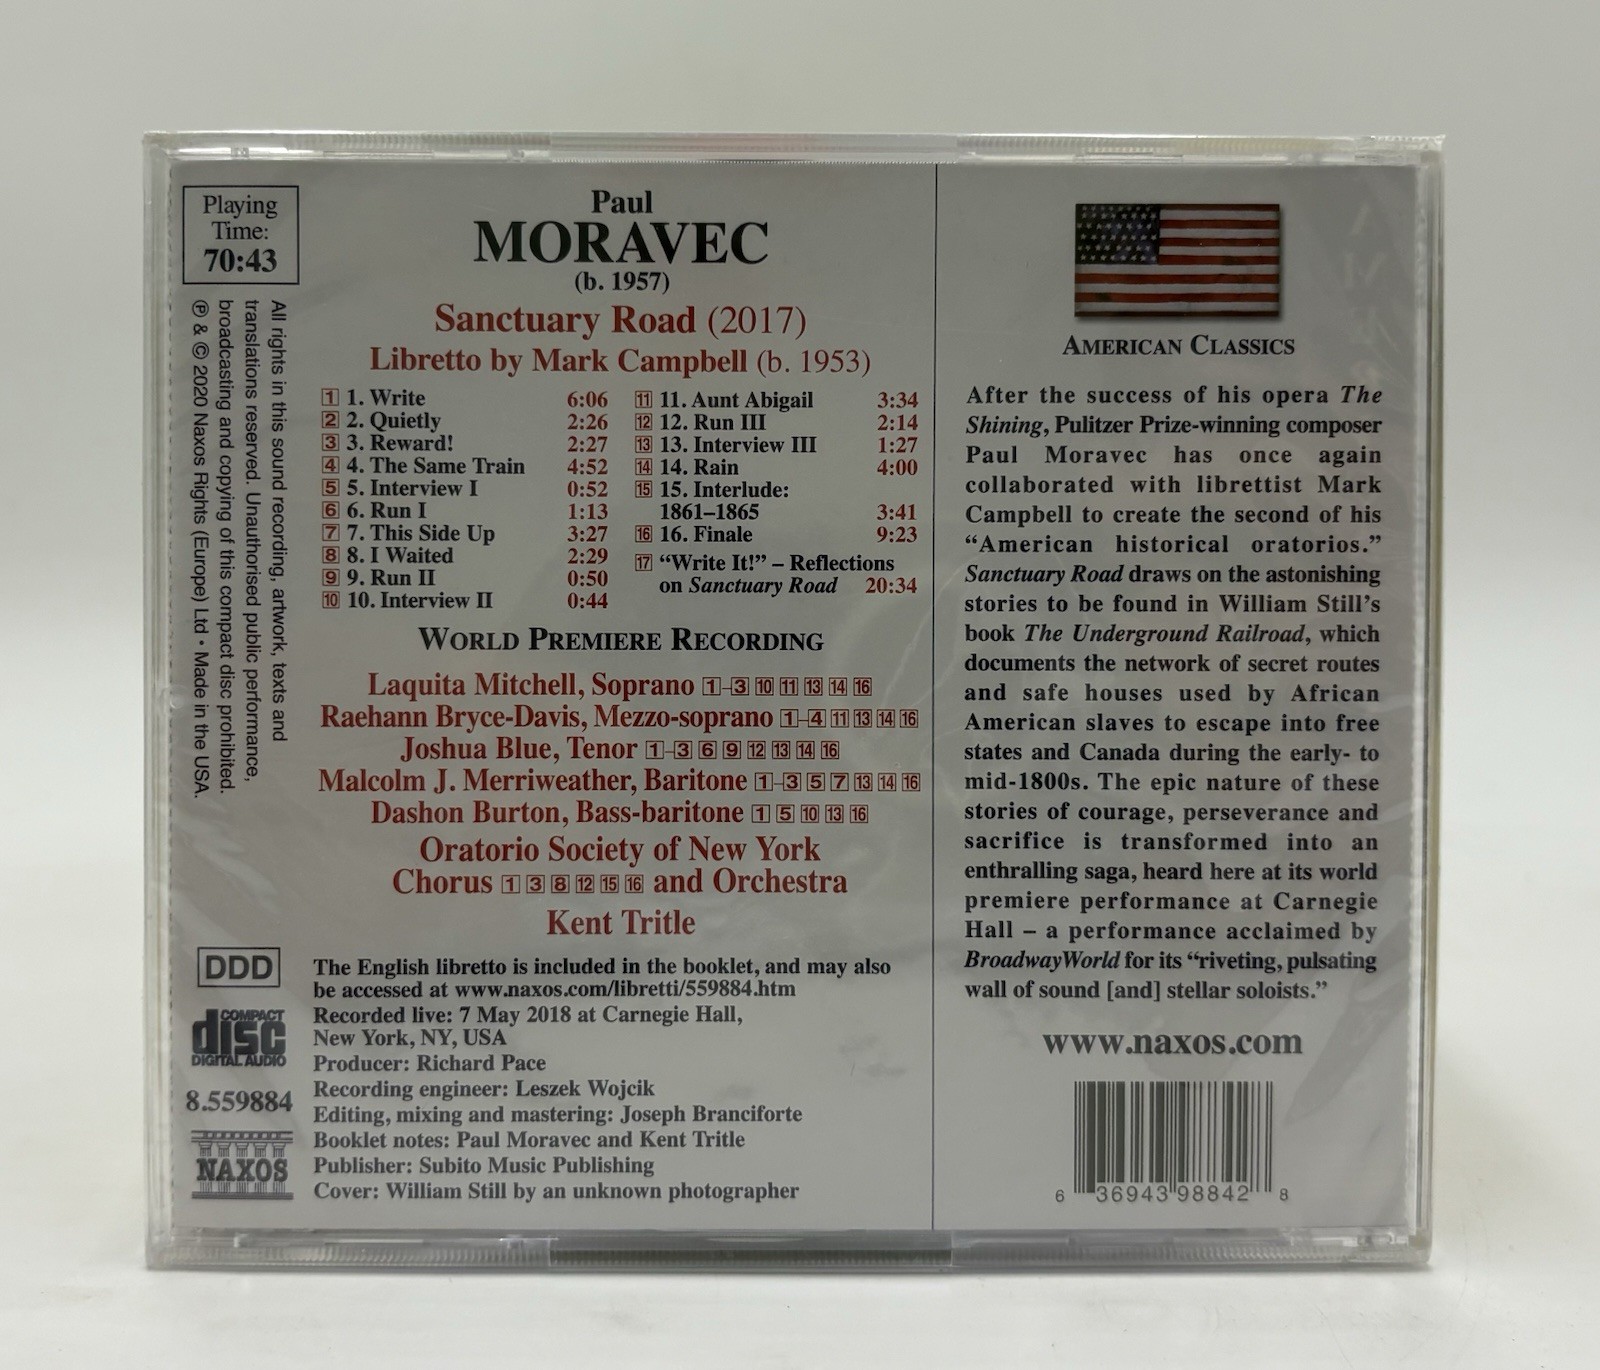 Playing
Time:
70:43
All rights in this sound recording, artwork, texts and
translations reserved. Unauthorised public performance,
broadcasting and copying of this compact disc prohibited.
℗ & © 2020 Naxos Rights (Europe) Ltd • Made in the USA.
Paul
MORAVEC
(b. 1957)
Sanctuary Road (2017)
Libretto by Mark Campbell (b. 1953)
1 1. Write 6:06
2 2. Quietly 2:26
3 3. Reward! 2:27
4 4. The Same Train 4:52
5 5. Interview I 0:52
6 6. Run I 1:13
7 7. This Side Up 3:27
8 8. I Waited 2:29
9 9. Run II 0:50
10 10. Interview II 0:44
11 11. Aunt Abigail 3:34
12 12. Run III 2:14
13 13. Interview III 1:27
14 14. Rain 4:00
15 15. Interlude:
1861–1865 3:41
16 16. Finale 9:23
17 “Write It!” – Reflections
on Sanctuary Road 20:34
WORLD PREMIERE RECORDING
Laquita Mitchell, Soprano 1–3 10 11 13 14 16
Raehann Bryce-Davis, Mezzo-soprano 1–4 11 13 14 16
Joshua Blue, Tenor 1–3 6 9 12 13 14 16
Malcolm J. Merriweather, Baritone 1–3 5 7 13 14 16
Dashon Burton, Bass-baritone 1 5 10 13 16
Oratorio Society of New York
Chorus 1 3 8 12 15 16 and Orchestra
Kent Tritle
DDD
COMPACT
disc
DIGITAL AUDIO
8.559884
NAXOS
The English libretto is included in the booklet, and may also
be accessed at www.naxos.com/libretti/559884.htm
Recorded live: 7 May 2018 at Carnegie Hall,
New York, NY, USA
Producer: Richard Pace
Recording engineer: Leszek Wojcik
Editing, mixing and mastering: Joseph Branciforte
Booklet notes: Paul Moravec and Kent Tritle
Publisher: Subito Music Publishing
Cover: William Still by an unknown photographer
AMERICAN CLASSICS
After the success of his opera The
Shining, Pulitzer Prize-winning composer
Paul Moravec has once again
collaborated with librettist Mark
Campbell to create the second of his
“American historical oratorios.”
Sanctuary Road draws on the astonishing
stories to be found in William Still’s
book The Underground Railroad, which
documents the network of secret routes
and safe houses used by African
American slaves to escape into free
states and Canada during the early- to
mid-1800s. The epic nature of these
stories of courage, perseverance and
sacrifice is transformed into an
enthralling saga, heard here at its world
premiere performance at Carnegie
Hall – a performance acclaimed by
BroadwayWorld for its “riveting, pulsating
wall of sound [and] stellar soloists.”
www.naxos.com
6 36943 98842 8